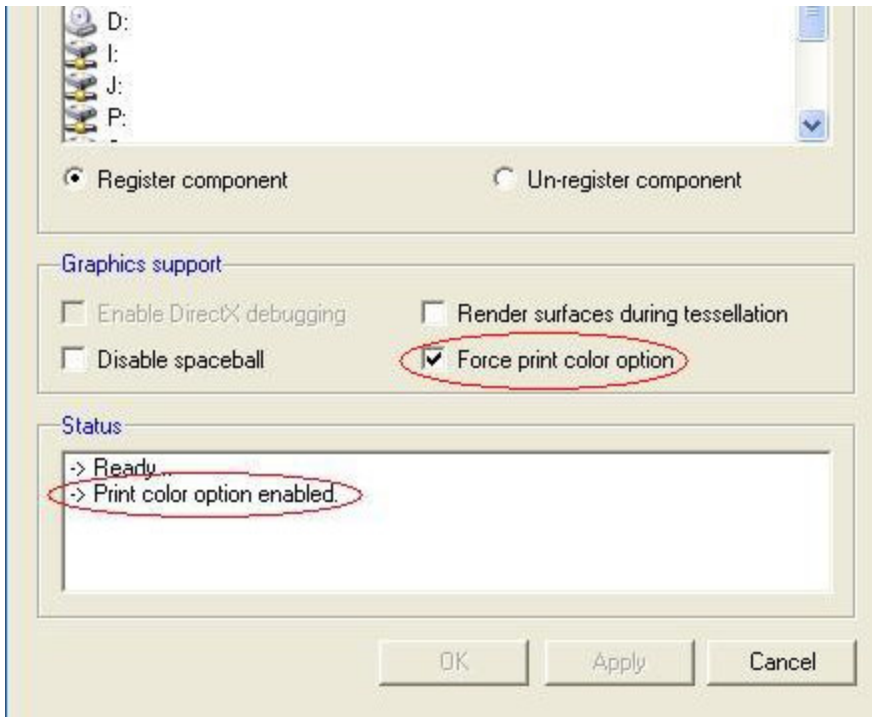 D:
I:
J:
P:
Register component Un-register component
Graphics support
Enable DirectX debugging Render surfaces during tessellation
Disable spaceball Force print color option
Status
-> Ready...
-> Print color option enabled.
OK Apply Cancel